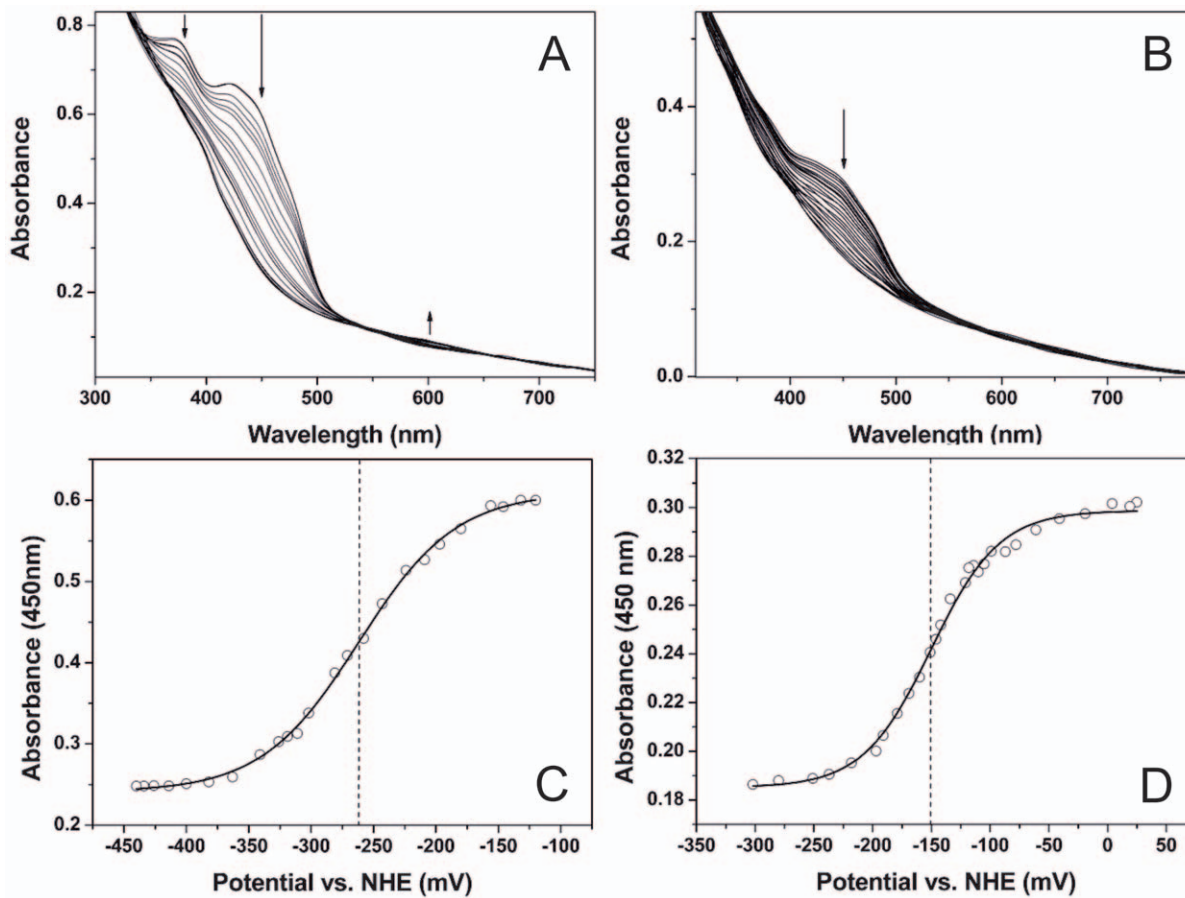 A
0.8
0.6
0.4
0.2
Absorbance
300 400 500 600 700
Wavelength (nm)
B
0.4
0.2
0.0
Absorbance
400 500 600 700
Wavelength (nm)
C
0.6
0.5
0.4
0.3
0.2
Absorbance (450nm)
-450 -400 -350 -300 -250 -200 -150 -100
Potential vs. NHE (mV)
D
0.32
0.30
0.28
0.26
0.24
0.22
0.20
0.18
Absorbance (450 nm)
-350 -300 -250 -200 -150 -100 -50 0 50
Potential vs. NHE (mV)